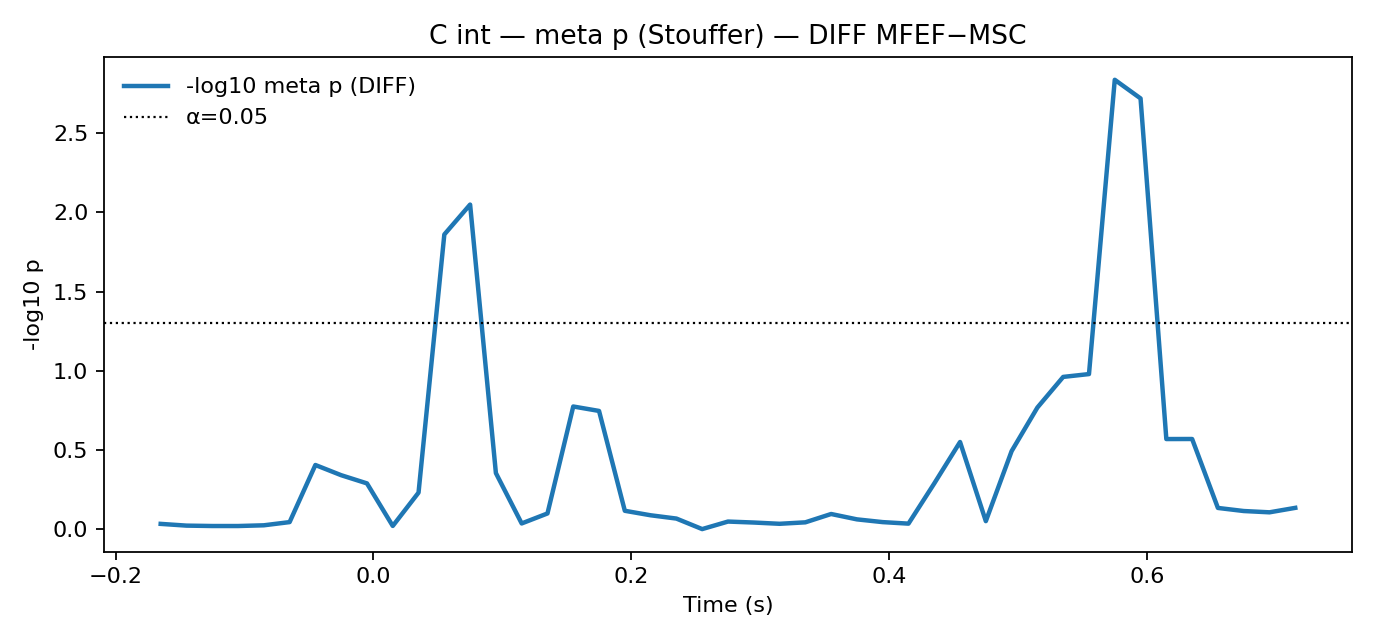 C int — meta p (Stouffer) — DIFF MFEF−MSC
-log10 meta p (DIFF)
α=0.05
-log10 p
2.5
2.0
1.5
1.0
0.5
0.0
−0.2
0.0
0.2
0.4
0.6
Time (s)